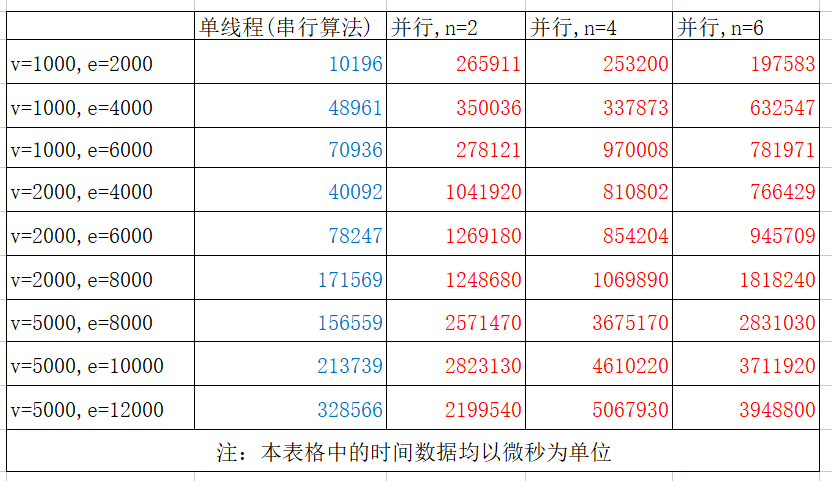 单线程(串行算法) 并行,n=2 并行,n=4 并行,n=6
v=1000,e=2000 10196 265911 253200 197583
v=1000,e=4000 48961 350036 337873 632547
v=1000,e=6000 70936 278121 970008 781971
v=2000,e=4000 40092 1041920 810802 766429
v=2000,e=6000 78247 1269180 854204 945709
v=2000,e=8000 171569 1248680 1069890 1818240
v=5000,e=8000 156559 2571470 3675170 2831030
v=5000,e=10000 213739 2823130 4610220 3711920
v=5000,e=12000 328566 2199540 5067930 3948800
注：本表格中的时间数据均以微秒为单位